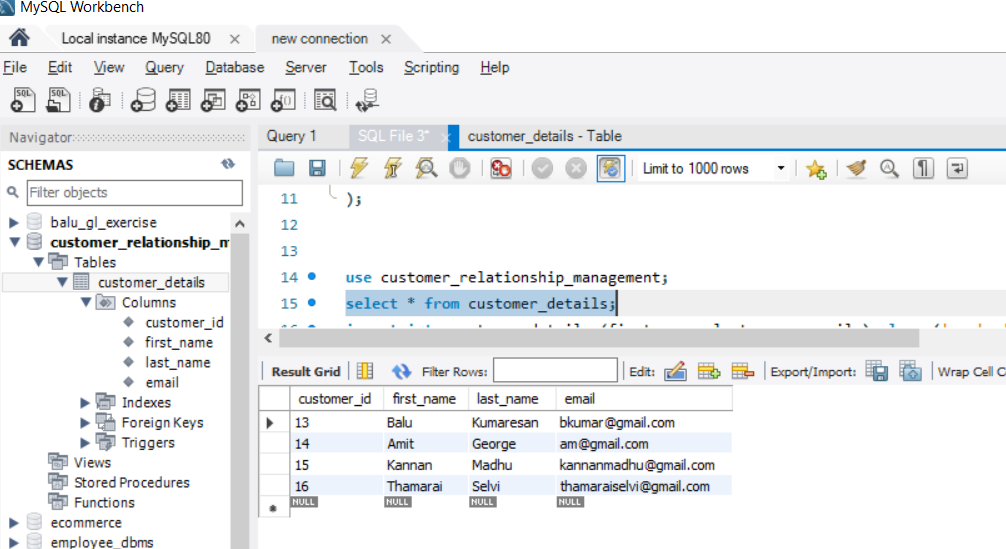 MySQL Workbench
Local instance MySQL80 × new connection ×
File Edit View Query Database Server Tools Scripting Help
Navigator
SCHEMAS
Filter objects
balu_gl_exercise
customer_relationship_m
Tables
customer_details
Columns
customer_id
first_name
last_name
email
Indexes
Foreign Keys
Triggers
Views
Stored Procedures
Functions
ecommerce
employee_dbms
Query 1 SQL File 3* × customer_details - Table
Limit to 1000 rows
11 );
12
13
14 use customer_relationship_management;
15 select * from customer_details;
Result Grid Filter Rows: Edit: Export/Import: Wrap Cell C
customer_id first_name last_name email
13 Balu Kumaresan bkumar@gmail.com
14 Amit George am@gmail.com
15 Kannan Madhu kannanmadhu@gmail.com
16 Thamarai Selvi thamaraiselvi@gmail.com
NULL NULL NULL NULL